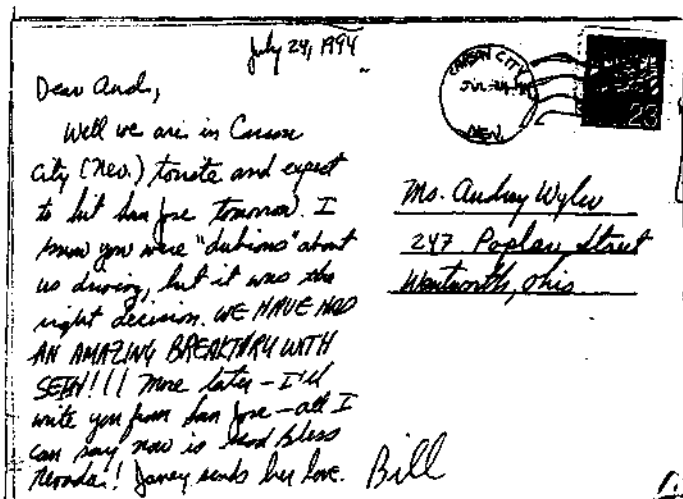 July 24, 1994
Dear Aud,
Well we are in Carson
City (Nev.) tonite and expect
to hit San Jose tomorrow. I
know you were "dubious" about
us driving, but it was the
right decision. WE HAVE HAD
AN AMAZING BREAKTHRU WITH
SETH!!! More later – I'll
write you from San Jose – all I
can say now is God bless
Nevada! Janey sends her love. Bill
CARSON CITY
NEV.
23
Ms. Audrey Wyler
247 Poplar Street
Wentworth, Ohio